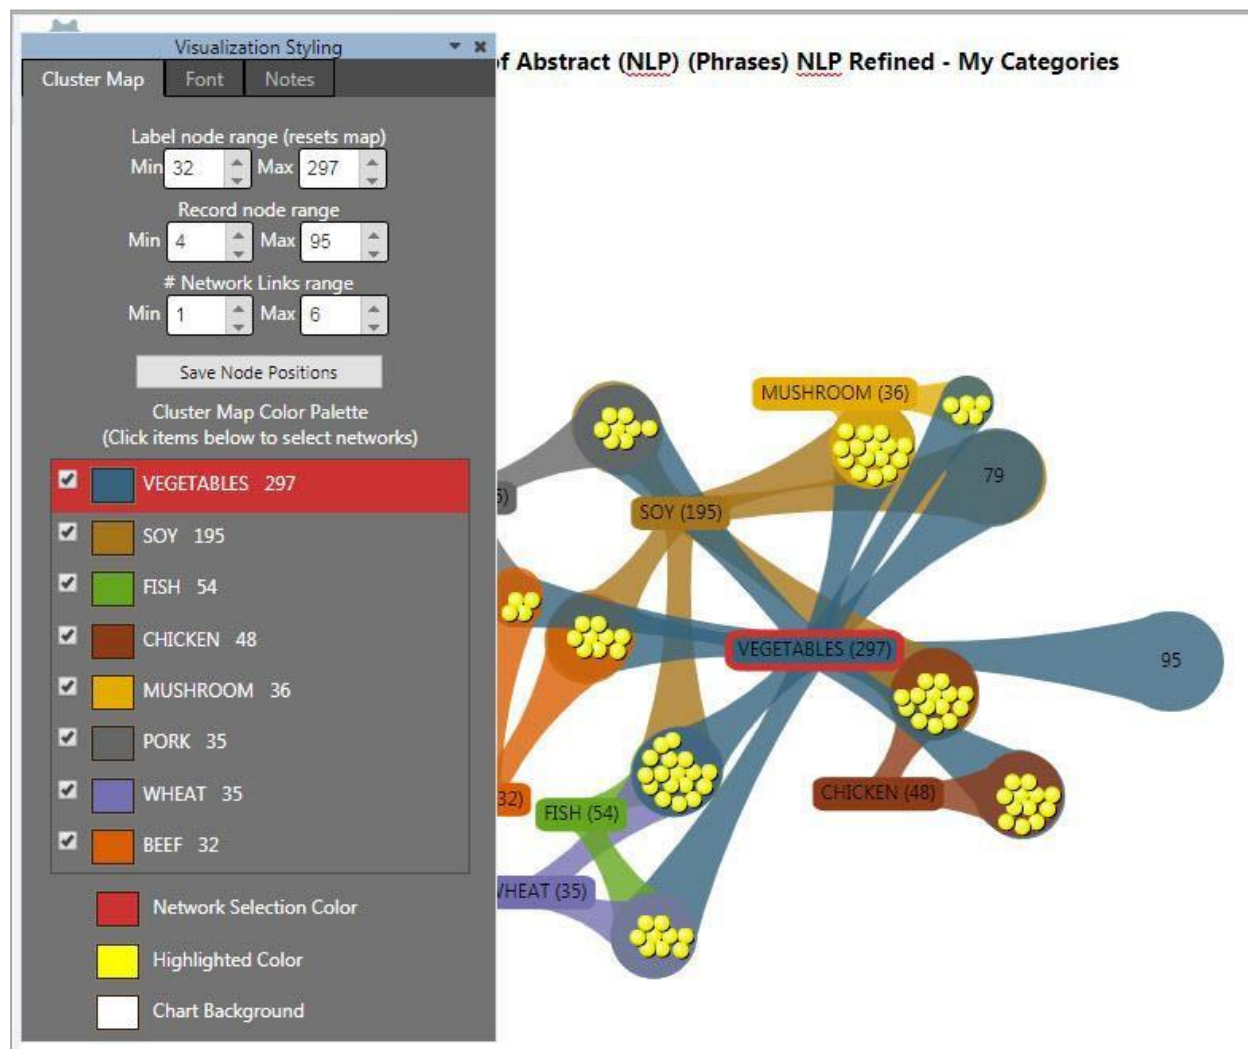 Visualization Styling
of Abstract (NLP) (Phrases) NLP Refined - My Categories
Cluster Map Font Notes
Label node range (resets map)
Min 32 Max 297
Record node range
Min 4 Max 95
# Network Links range
Min 1 Max 6
Save Node Positions
Cluster Map Color Palette
(Click items below to select networks)
VEGETABLES 297
SOY 195
FISH 54
CHICKEN 48
MUSHROOM 36
PORK 35
WHEAT 35
BEEF 32
Network Selection Color
Highlighted Color
Chart Background
MUSHROOM (36)
79
SOY (195)
VEGETABLES (297)
95
32)
FISH (54)
CHICKEN (48)
WHEAT (35)